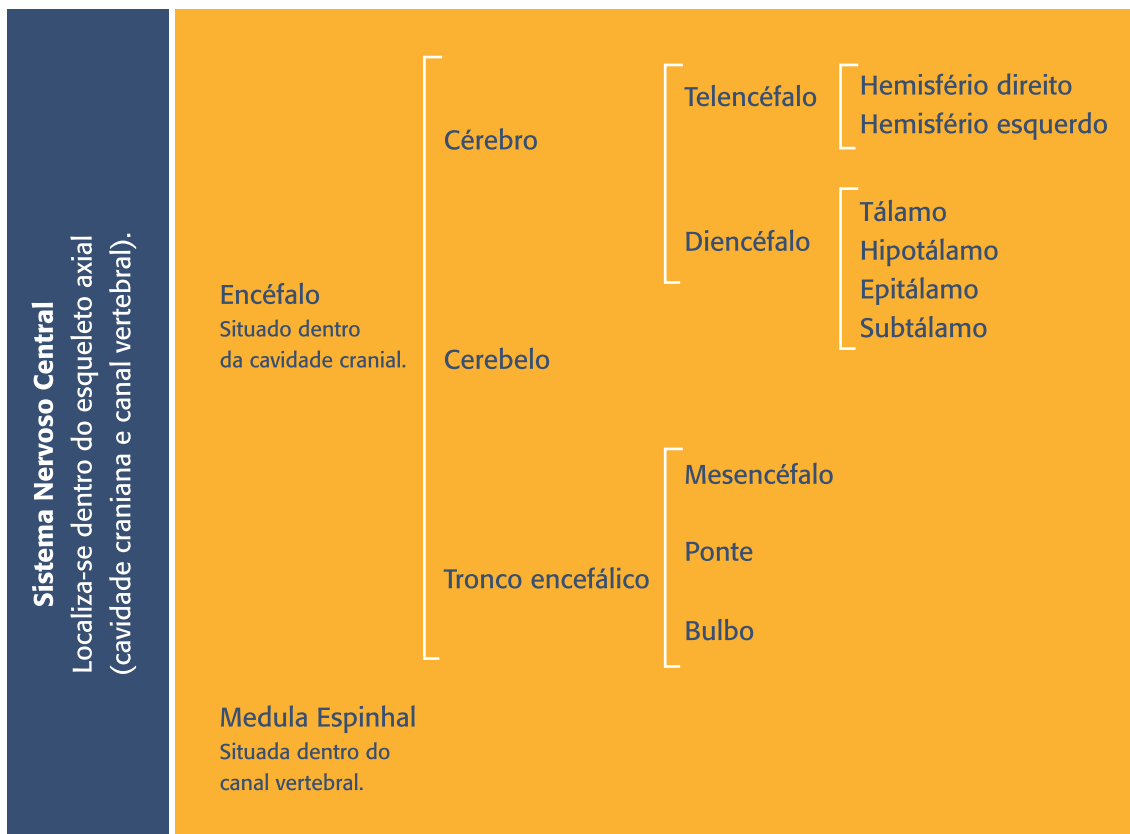 Sistema Nervoso Central
Localiza-se dentro do esqueleto axial
(cavidade craniana e canal vertebral).
Encéfalo
Situado dentro
da cavidade cranial.
Cérebro
Telencéfalo
Hemisfério direito
Hemisfério esquerdo
Diencéfalo
Tálamo
Hipotálamo
Epitálamo
Subtálamo
Cerebelo
Tronco encefálico
Mesencéfalo
Ponte
Bulbo
Medula Espinhal
Situada dentro do
canal vertebral.